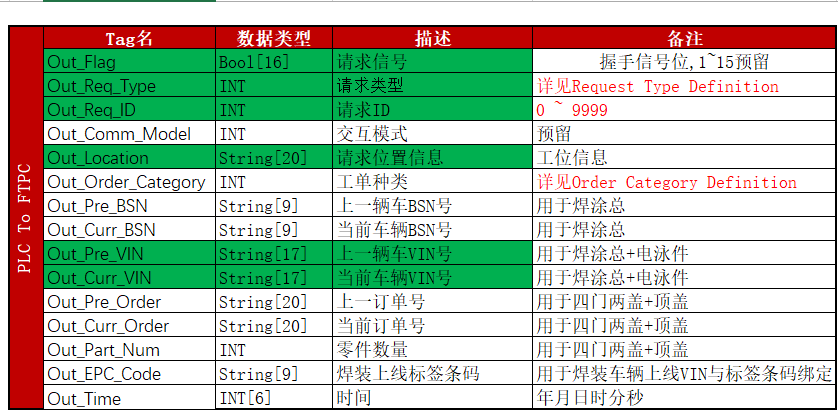 PLC To FTPC
Tag名 数据类型 描述 备注
Out_Flag Bool[16] 请求信号 握手信号位,1~15预留
Out_Req_Type INT 请求类型 详见Request Type Definition
Out_Req_ID INT 请求ID 0 ~ 9999
Out_Comm_Model INT 交互模式 预留
Out_Location String[20] 请求位置信息 工位信息
Out_Order_Category INT 工单种类 详见Order Category Definition
Out_Pre_BSN String[9] 上一辆车BSN号 用于焊涂总
Out_Curr_BSN String[9] 当前车辆BSN号 用于焊涂总
Out_Pre_VIN String[17] 上一辆车VIN号 用于焊涂总+电泳件
Out_Curr_VIN String[17] 当前车辆VIN号 用于焊涂总+电泳件
Out_Pre_Order String[20] 上一订单号 用于四门两盖+顶盖
Out_Curr_Order String[20] 当前订单号 用于四门两盖+顶盖
Out_Part_Num INT 零件数量 用于四门两盖+顶盖
Out_EPC_Code String[9] 焊装上线标签条码 用于焊装车辆上线VIN与标签条码绑定
Out_Time INT[6] 时间 年月日时分秒